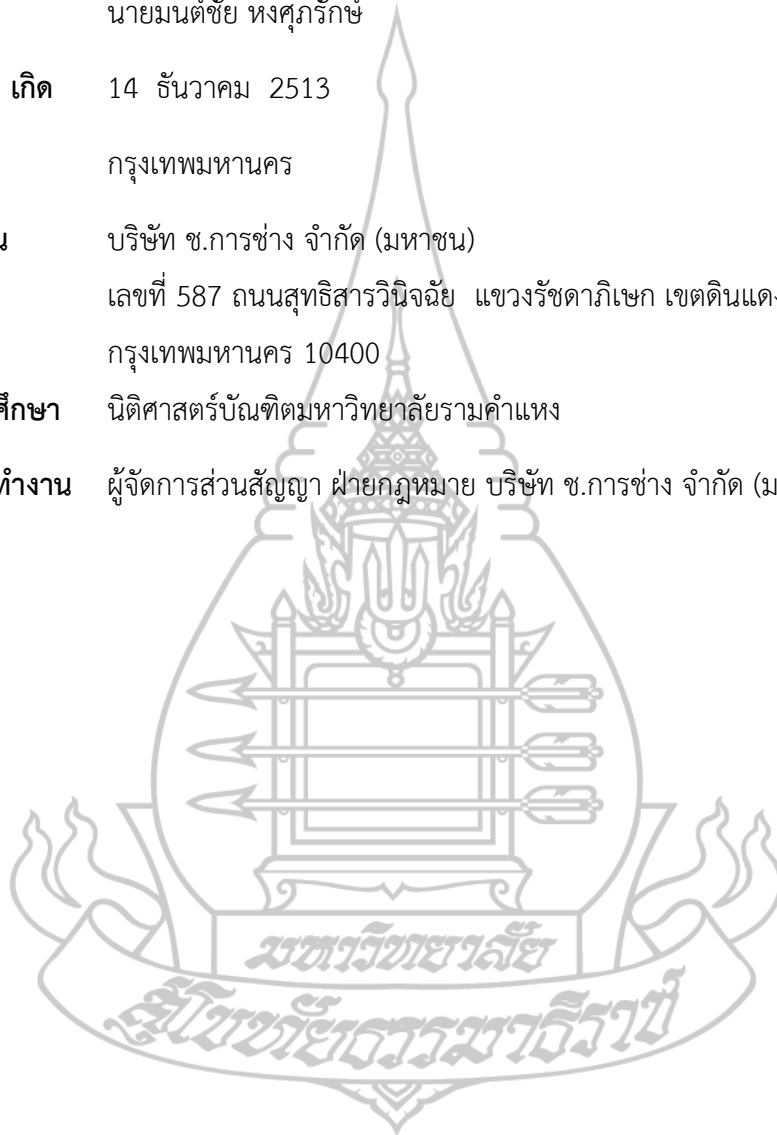 นายมนต์ชัย หงศุภรักษ์
เกิด 14 ธันวาคม 2513
กรุงเทพมหานคร
บริษัท ช.การช่าง จำกัด (มหาชน)
เลขที่ 587 ถนนสุทธิสารวินิจฉัย แขวงรัชดาภิเษก เขตดินแดง
กรุงเทพมหานคร 10400
ศึกษา นิติศาสตร์บัณฑิตมหาวิทยาลัยรามคำแหง
ทำงาน ผู้จัดการส่วนสัญญา ฝ่ายกฎหมาย บริษัท ช.การช่าง จำกัด (ม
มหาวิทยาลัย
สุโขทัยธรรมาธิราช